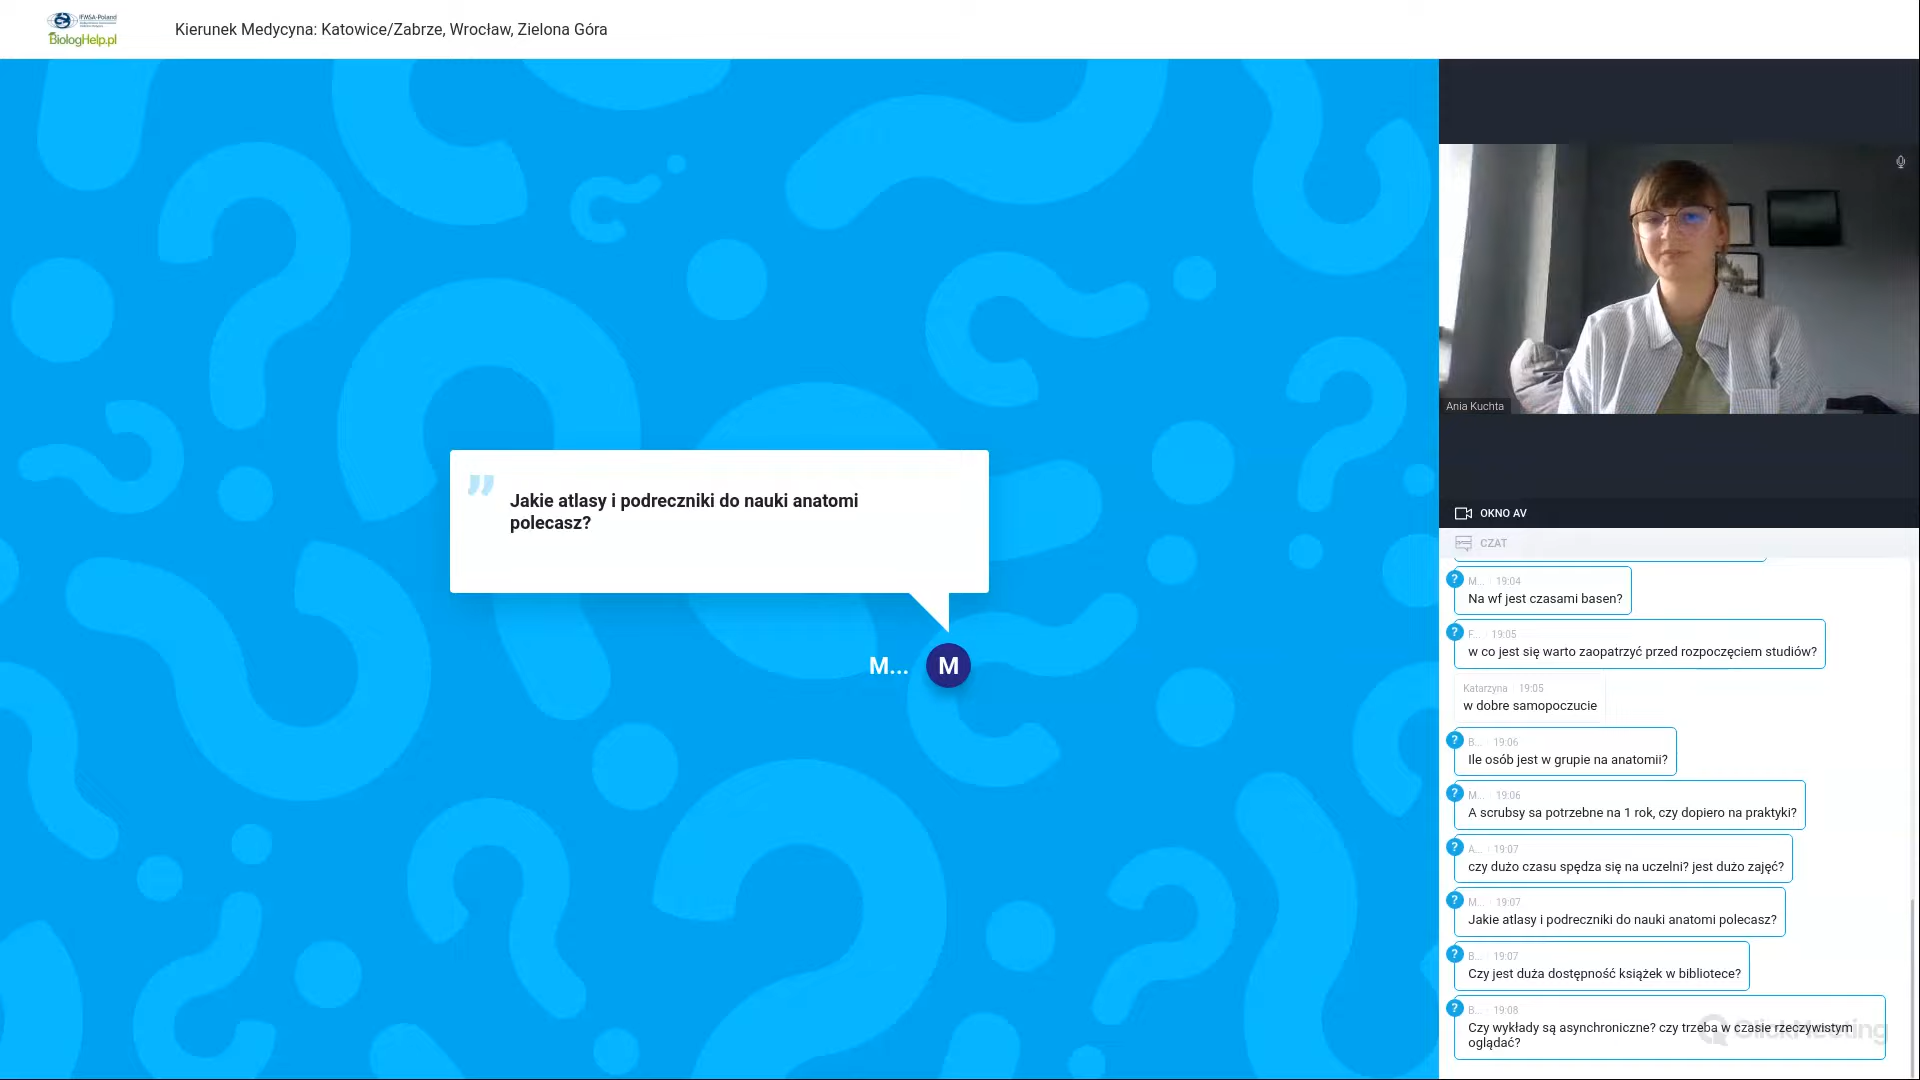 IFMSA-Poland
BiologHelp.pl
Kierunek Medycyna: Katowice/Zabrze, Wrocław, Zielona Góra
Jakie atlasy i podreczniki do nauki anatomi
polecasz?
M...
M
Ania Kuchta
OKNO AV
CZAT
M... 19:04
Na wf jest czasami basen?
F... 19:05
w co jest się warto zaopatrzyć przed rozpoczęciem studiów?
Katarzyna 19:05
w dobre samopoczucie
B... 19:06
Ile osób jest w grupie na anatomii?
M... 19:06
A scrubsy sa potrzebne na 1 rok, czy dopiero na praktyki?
A... 19:07
czy dużo czasu spędza się na uczelni? jest dużo zajęć?
M... 19:07
Jakie atlasy i podreczniki do nauki anatomi polecasz?
B... 19:07
Czy jest duża dostępność książek w bibliotece?
B... 19:08
Czy wykłady są asynchroniczne? czy trzeba w czasie rzeczywistym
oglądać?
ClickMeeting